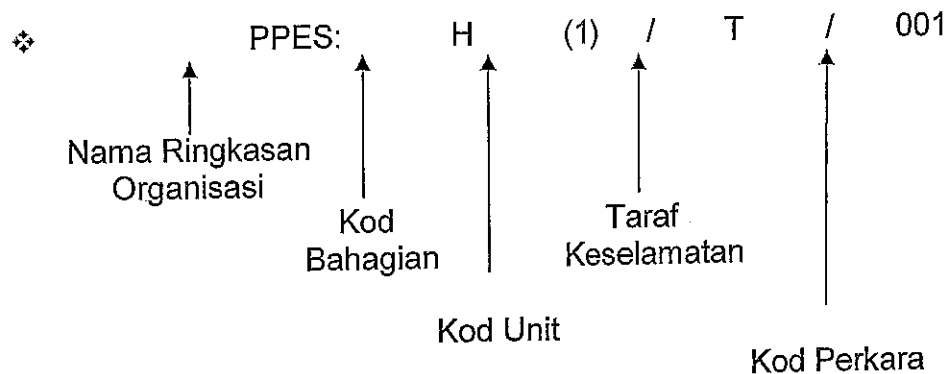 PPES: H (1) / T / 001
Nama Ringkasan
Organisasi
Kod
Bahagian
Taraf
Keselamatan
Kod Unit
Kod Perkara